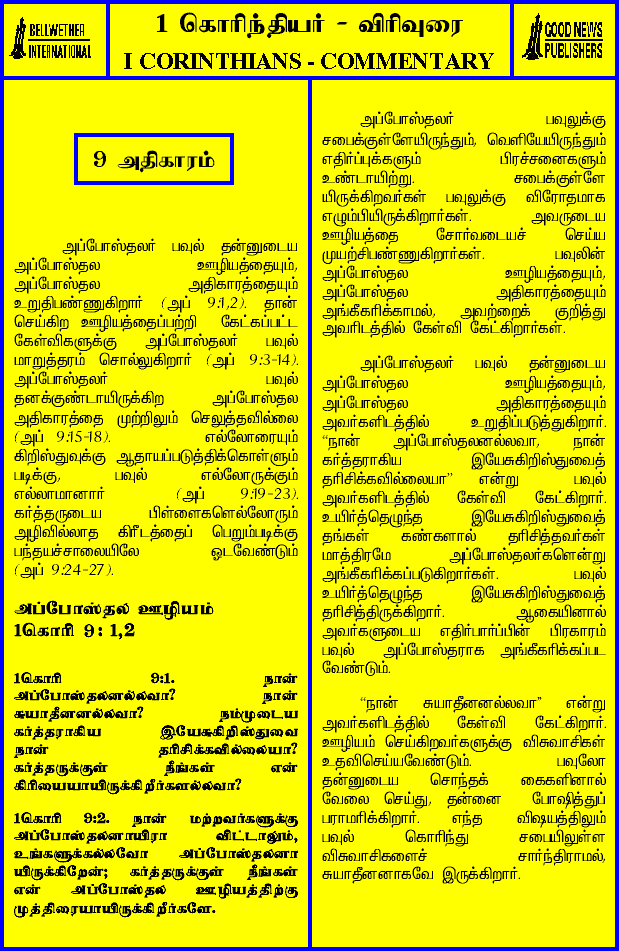 BELLWETHER
INTERNATIONAL
1 கொரிந்தியர் - விரிவுரை
I CORINTHIANS - COMMENTARY
GOOD NEWS
PUBLISHERS
9 அதிகாரம்
அப்போஸ்தலர் பவுல் தன்னுடைய
அப்போஸ்தல ஊழியத்தையும்,
அப்போஸ்தல அதிகாரத்தையும்
உறுதிபண்ணுகிறார் (அப் 9:1,2). தான்
செய்கிற ஊழியத்தைப்பற்றி கேட்கப்பட்ட
கேள்விகளுக்கு அப்போஸ்தலர் பவுல்
மாறுத்தரம் சொல்லுகிறார் (அப் 9:3-14).
அப்போஸ்தலர் பவுல்
தனக்குண்டாயிருக்கிற அப்போஸ்தல
அதிகாரத்தை முற்றிலும் செலுத்தவில்லை
(அப் 9:15-18). எல்லோரையும்
கிறிஸ்துவுக்கு ஆதாயப்படுத்திக்கொள்ளும்
படிக்கு, பவுல் எல்லோருக்கும்
எல்லாமானார் (அப் 9:19-23).
கர்த்தருடைய பிள்ளைகளெல்லோரும்
அழிவில்லாத கிரீடத்தைப் பெறும்படிக்கு
பந்தயச்சாலையிலே ஓடவேண்டும்
(அப் 9:24-27).
அப்போஸ்தல் ஊழியம்
1கொரி 9 : 1,2
1கொரி 9:1. நான்
அப்போஸ்தலனல்லவா? நான்
சுயாதீனனல்லவா? நம்முடைய
கர்த்தராகிய இயேசுகிறிஸ்துவை
நான் தரிசிக்கவில்லையா?
கர்த்தருக்குள் நீங்கள் என்
கிரியையாயிருக்கிறீர்களல்லவா?
1கொரி 9:2. நான் மற்றவர்களுக்கு
அப்போஸ்தலனாயிரா விட்டாலும்,
உங்களுக்கல்லவோ அப்போஸ்தலனா
யிருக்கிறேன்; கர்த்தருக்குள் நீங்கள்
என் அப்போஸ்தல் ஊழியத்திற்கு
முத்திரையாயிருக்கிறீர்களே.
அப்போஸ்தலர் பவுலுக்கு
சபைக்குள்ளேயிருந்தும், வெளியேயிருந்தும்
எதிர்ப்புக்களும் பிரச்சனைகளும்
உண்டாயிற்று. சபைக்குள்ளே
யிருக்கிறவர்கள் பவுலுக்கு விரோதமாக
எழும்பியிருக்கிறார்கள். அவருடைய
ஊழியத்தை சோர்வடையச் செய்ய
முயற்சிபண்ணுகிறார்கள். பவுலின்
அப்போஸ்தல ஊழியத்தையும்,
அப்போஸ்தல அதிகாரத்தையும்
அங்கீகரிக்காமல், அவற்றைக் குறித்து
அவரிடத்தில் கேள்வி கேட்கிறார்கள்.
அப்போஸ்தலர் பவுல் தன்னுடைய
அப்போஸ்தல ஊழியத்தையும்,
அப்போஸ்தல அதிகாரத்தையும்
அவர்களிடத்தில் உறுதிப்படுத்துகிறார்.
“நான் அப்போஸ்தலனல்லவா, நான்
கர்த்தராகிய இயேசுகிறிஸ்துவைத்
தரிசிக்கவில்லையா” என்று பவுல்
அவர்களிடத்தில் கேள்வி கேட்கிறார்.
உயிர்த்தெழுந்த இயேசுகிறிஸ்துவைத்
தங்கள் கண்களால் தரிசித்தவர்கள்
மாத்திரமே அப்போஸ்தலர்களென்று
அங்கீகரிக்கப்படுகிறார்கள். பவுல்
உயிர்த்தெழுந்த இயேசுகிறிஸ்துவைத்
தரிசித்திருக்கிறார். ஆகையினால்
அவர்களுடைய எதிர்பார்ப்பின் பிரகாரம்
பவுல் அப்போஸ்தராக அங்கீகரிக்கப்பட
வேண்டும்.
“நான் சுயாதீனனல்லவா” என்று
அவர்களிடத்தில் கேள்வி கேட்கிறார்.
ஊழியம் செய்கிறவர்களுக்கு விசுவாசிகள்
உதவிசெய்யவேண்டும். பவுலோ
தன்னுடைய சொந்தக் கைகளினால்
வேலை செய்து, தன்னை போஷித்துப்
பராமரிக்கிறார். எந்த விஷயத்திலும்
பவுல் கொரிந்து சபையிலுள்ள
விசுவாசிகளைச் சார்ந்திராமல்,
சுயாதீனனாகவே இருக்கிறார்.